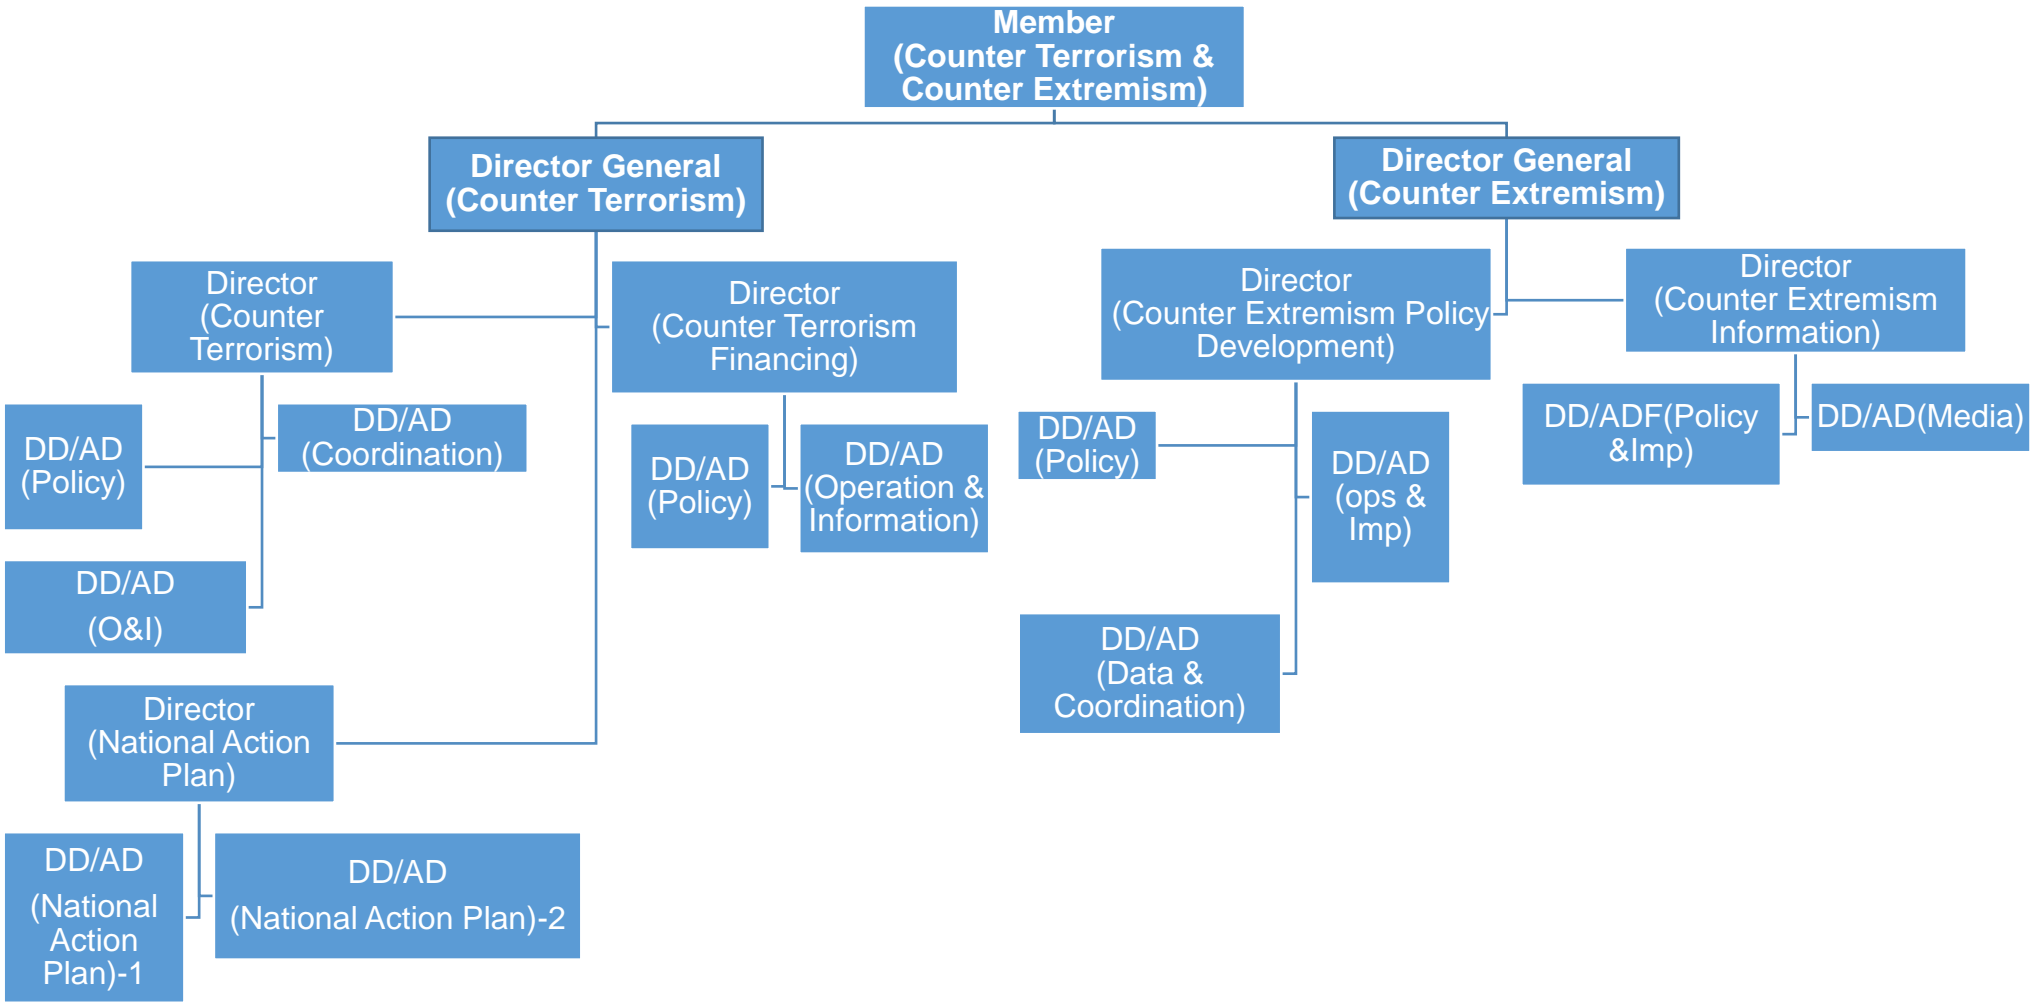 Member
(Counter Terrorism &
Counter Extremism)
Director General
(Counter Terrorism)
Director General
(Counter Extremism)
Director
(Counter
Terrorism)
Director
(Counter Terrorism
Financing)
Director
(Counter Extremism Policy
Development)
Director
(Counter Extremism
Information)
DD/AD
(Policy)
DD/AD
(Coordination)
DD/AD
(Policy)
DD/AD
(Operation &
Information)
DD/AD
(Policy)
DD/AD
(ops &
Imp)
DD/ADF(Policy
&Imp)
DD/AD(Media)
DD/AD
(O&I)
DD/AD
(Data &
Coordination)
Director
(National Action
Plan)
DD/AD
(National
Action
Plan)-1
DD/AD
(National Action Plan)-2